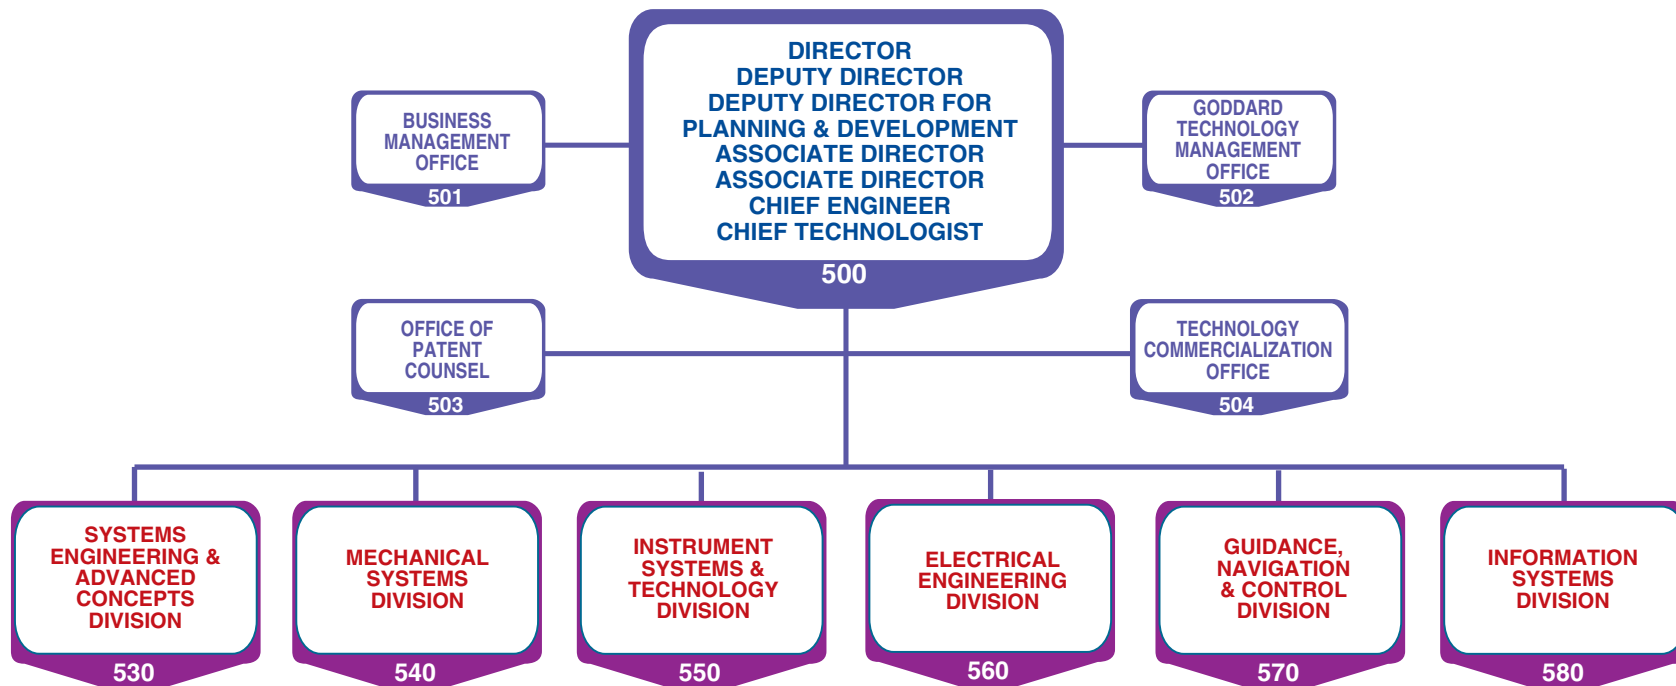 DIRECTOR
DEPUTY DIRECTOR
DEPUTY DIRECTOR FOR
PLANNING & DEVELOPMENT
ASSOCIATE DIRECTOR
ASSOCIATE DIRECTOR
CHIEF ENGINEER
CHIEF TECHNOLOGIST
500
BUSINESS
MANAGEMENT
OFFICE
501
GODDARD
TECHNOLOGY
MANAGEMENT
OFFICE
502
OFFICE OF
PATENT
COUNSEL
503
TECHNOLOGY
COMMERCIALIZATION
OFFICE
504
SYSTEMS
ENGINEERING &
ADVANCED
CONCEPTS
DIVISION
530
MECHANICAL
SYSTEMS
DIVISION
540
INSTRUMENT
SYSTEMS &
TECHNOLOGY
DIVISION
550
ELECTRICAL
ENGINEERING
DIVISION
560
GUIDANCE,
NAVIGATION
& CONTROL
DIVISION
570
INFORMATION
SYSTEMS
DIVISION
580